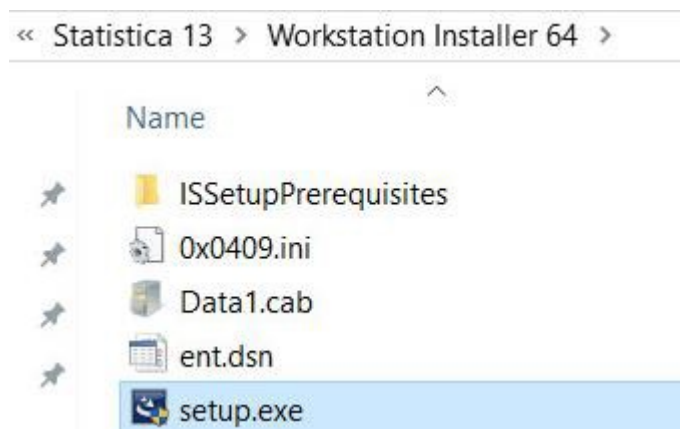 « Statistica 13 > Workstation Installer 64 >
Name
ISSetupPrerequisites
0x0409.ini
Data1.cab
ent.dsn
setup.exe